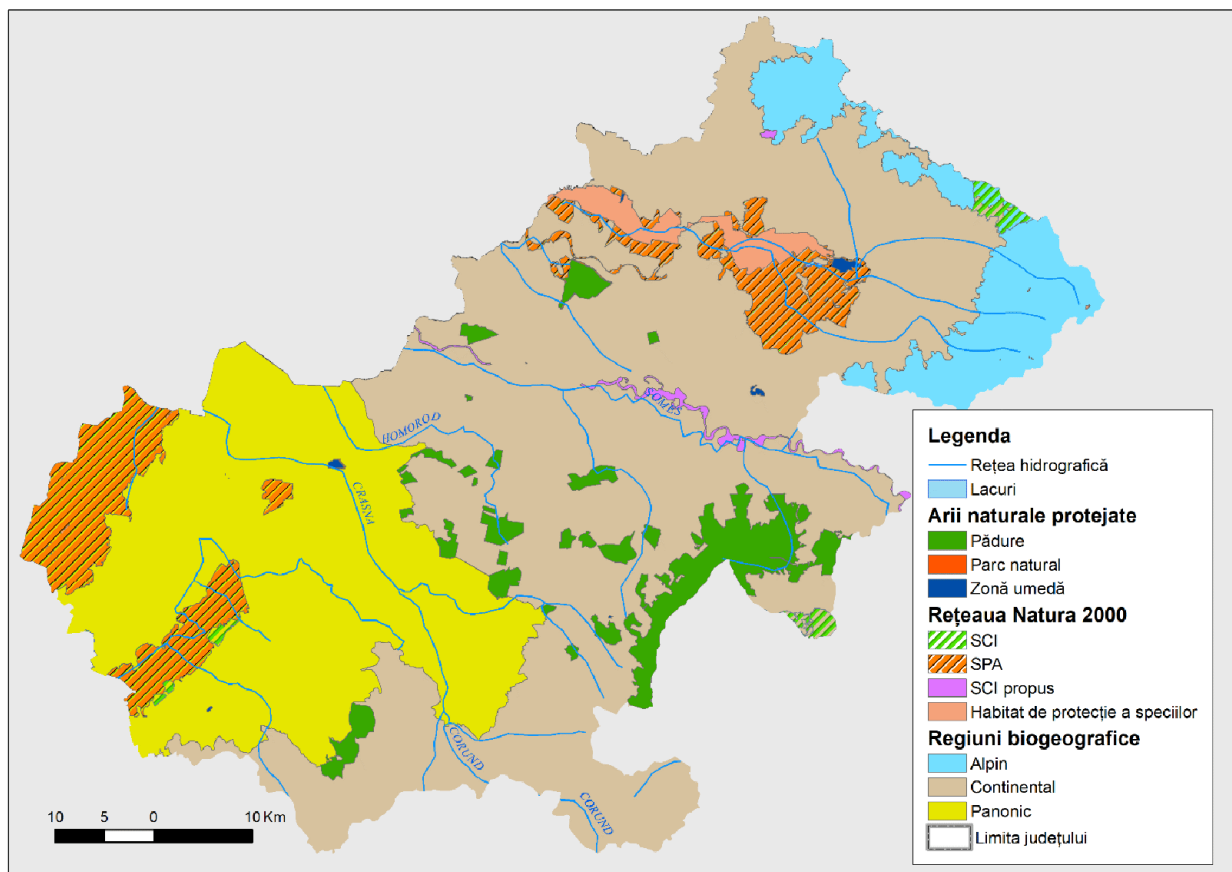 SOMEȘ
HOMOROD
CRASNA
CORUND
CORUND
10 5 0 10 Km
Legenda
Rețea hidrografică
Lacuri
Arii naturale protejate
Pădure
Parc natural
Zonă umedă
Rețeaua Natura 2000
SCI
SPA
SCI propus
Habitat de protecție a speciilor
Regiuni biogeografice
Alpin
Continental
Panonic
Limita județului